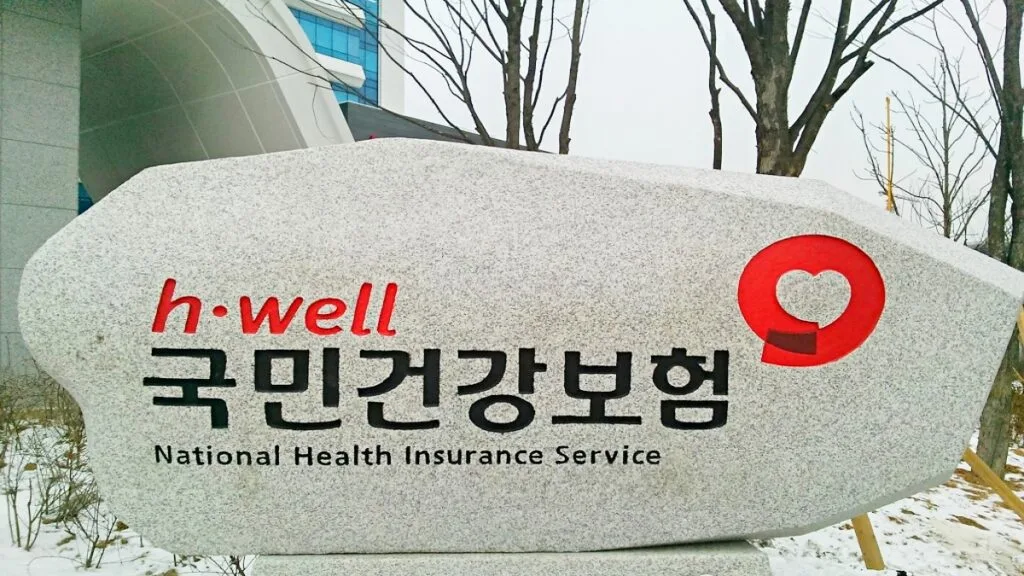 h·well
국민건강보험
National Health Insurance Service